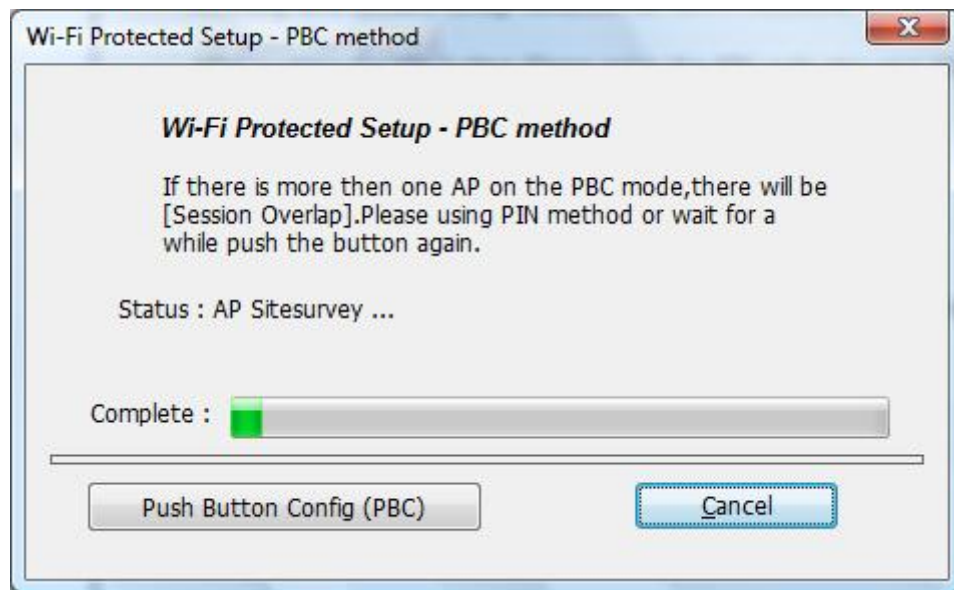 Wi-Fi Protected Setup - PBC method
Wi-Fi Protected Setup - PBC method
If there is more then one AP on the PBC mode,there will be
[Session Overlap].Please using PIN method or wait for a
while push the button again.
Status : AP Sitesurvey ...
Complete :
Push Button Config (PBC)
Cancel